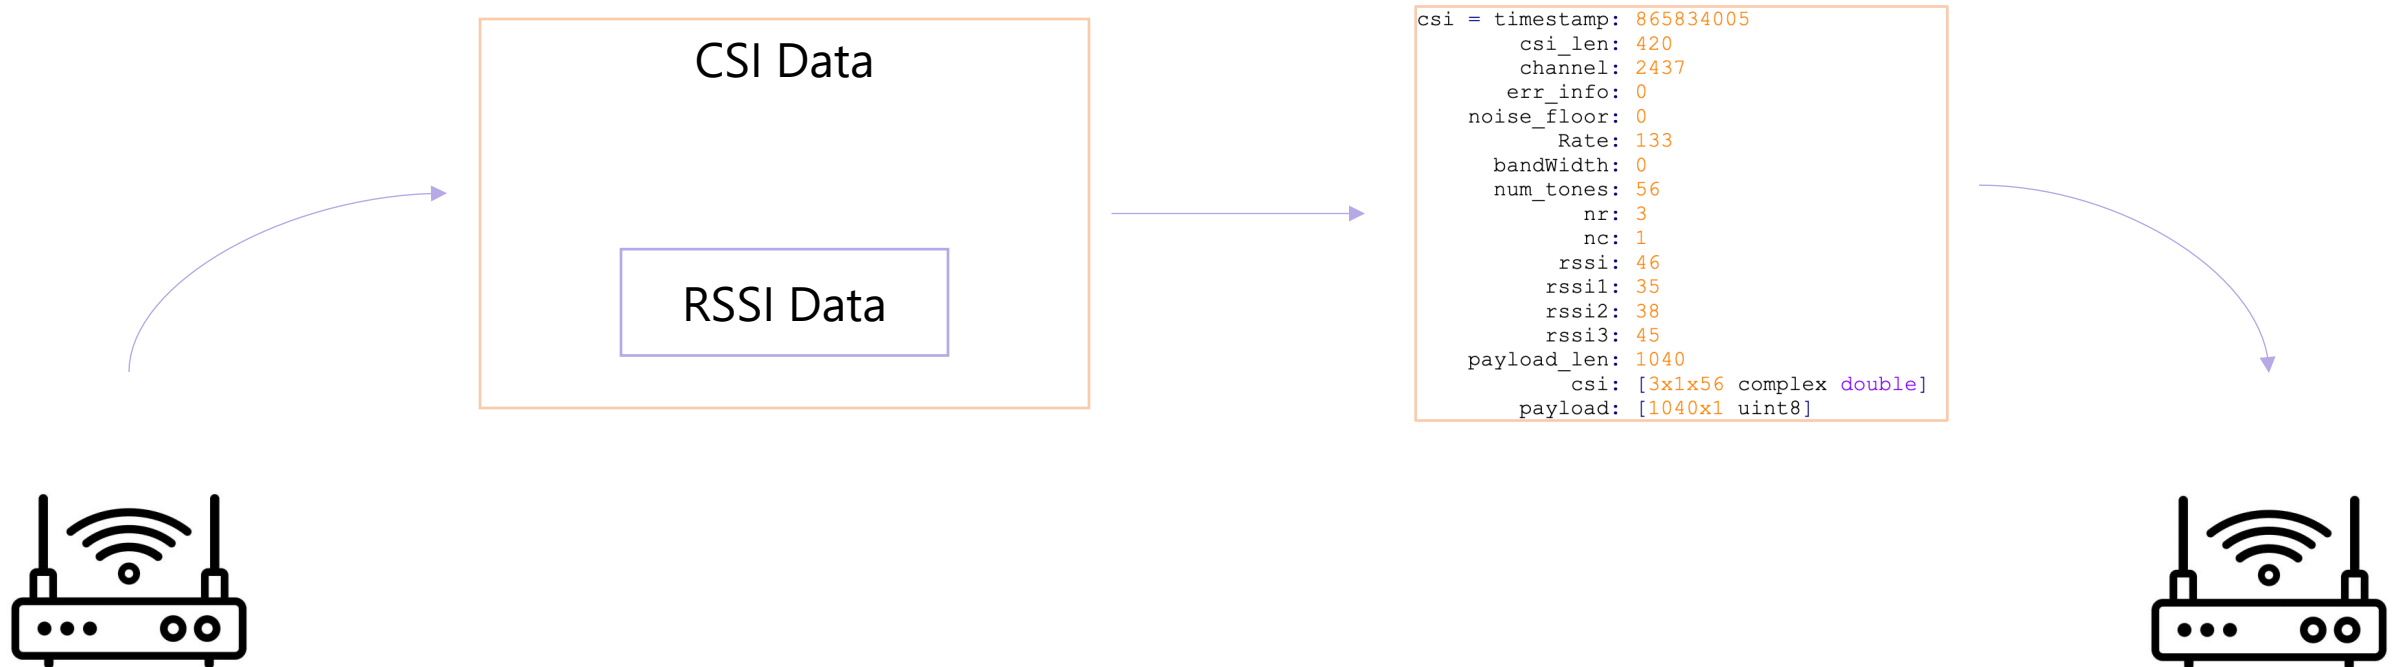 CSI Data
RSSI Data
csi = timestamp: 865834005
csi_len: 420
channel: 2437
err_info: 0
noise_floor: 0
Rate: 133
bandWidth: 0
num_tones: 56
nr: 3
nc: 1
rssi: 46
rssi1: 35
rssi2: 38
rssi3: 45
payload_len: 1040
csi: [3x1x56 complex double]
payload: [1040x1 uint8]